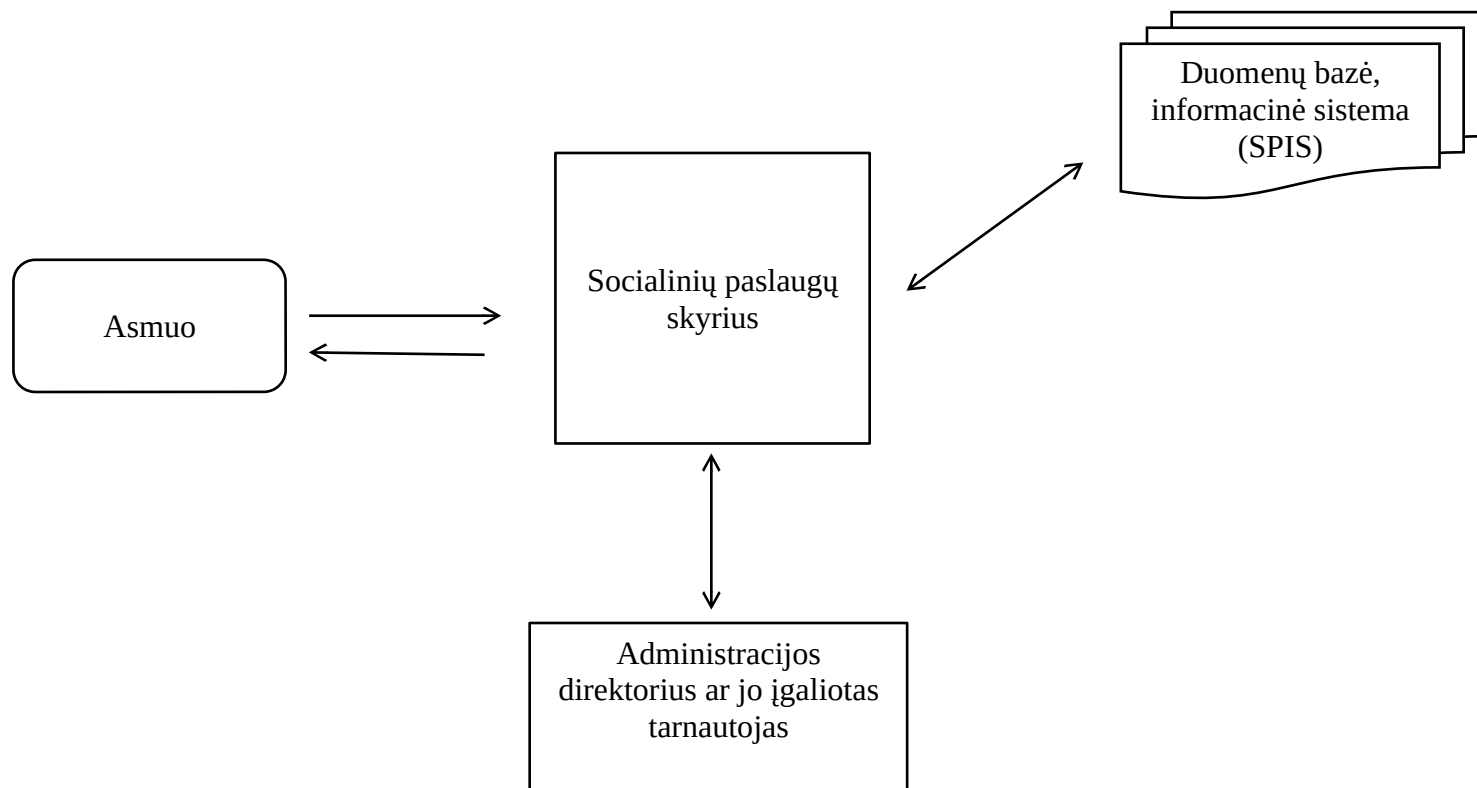 Duomenų bazė,
informacinė sistema
(SPIS)
Socialinių paslaugų
skyrius
Asmuo
Administracijos
direktorius ar jo įgaliotas
tarnautojas